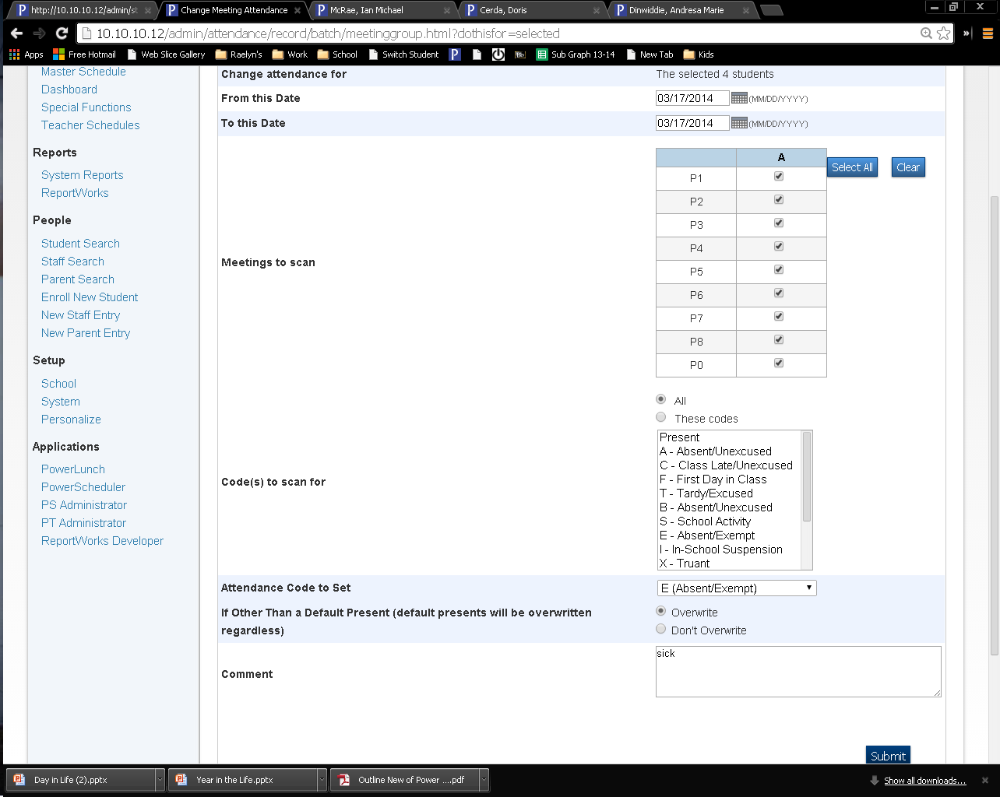 http://10.10.10.12/admin/st
Change Meeting Attendance
McRae, Ian Michael
Cerda, Doris
Dinwiddie, Andresa Marie
10.10.10.12/admin/attendance/record/batch/meetinggroup.html?dothisfor=selected
Apps Free Hotmail Web Slice Gallery Raelyn's Work School Switch Student Sub Graph 13-14 New Tab Kids
Master Schedule
Dashboard
Special Functions
Teacher Schedules
Reports
System Reports
ReportWorks
People
Student Search
Staff Search
Parent Search
Enroll New Student
New Staff Entry
New Parent Entry
Setup
School
System
Personalize
Applications
PowerLunch
PowerScheduler
PS Administrator
PT Administrator
ReportWorks Developer
Change attendance for The selected 4 students
From this Date 03/17/2014 (MM/DD/YYYY)
To this Date 03/17/2014 (MM/DD/YYYY)
Meetings to scan
A
P1
P2
P3
P4
P5
P6
P7
P8
P0
Select All Clear
Code(s) to scan for
All
These codes
Present
A - Absent/Unexcused
C - Class Late/Unexcused
F - First Day in Class
T - Tardy/Excused
B - Absent/Unexcused
S - School Activity
E - Absent/Exempt
I - In-School Suspension
X - Truant
Attendance Code to Set E (Absent/Exempt)
If Other Than a Default Present (default presents will be overwritten
regardless)
Overwrite
Don't Overwrite
Comment
sick
Submit
Day in Life (2).pptx Year in the Life.pptx Outline New of Power ....pdf Show all downloads...